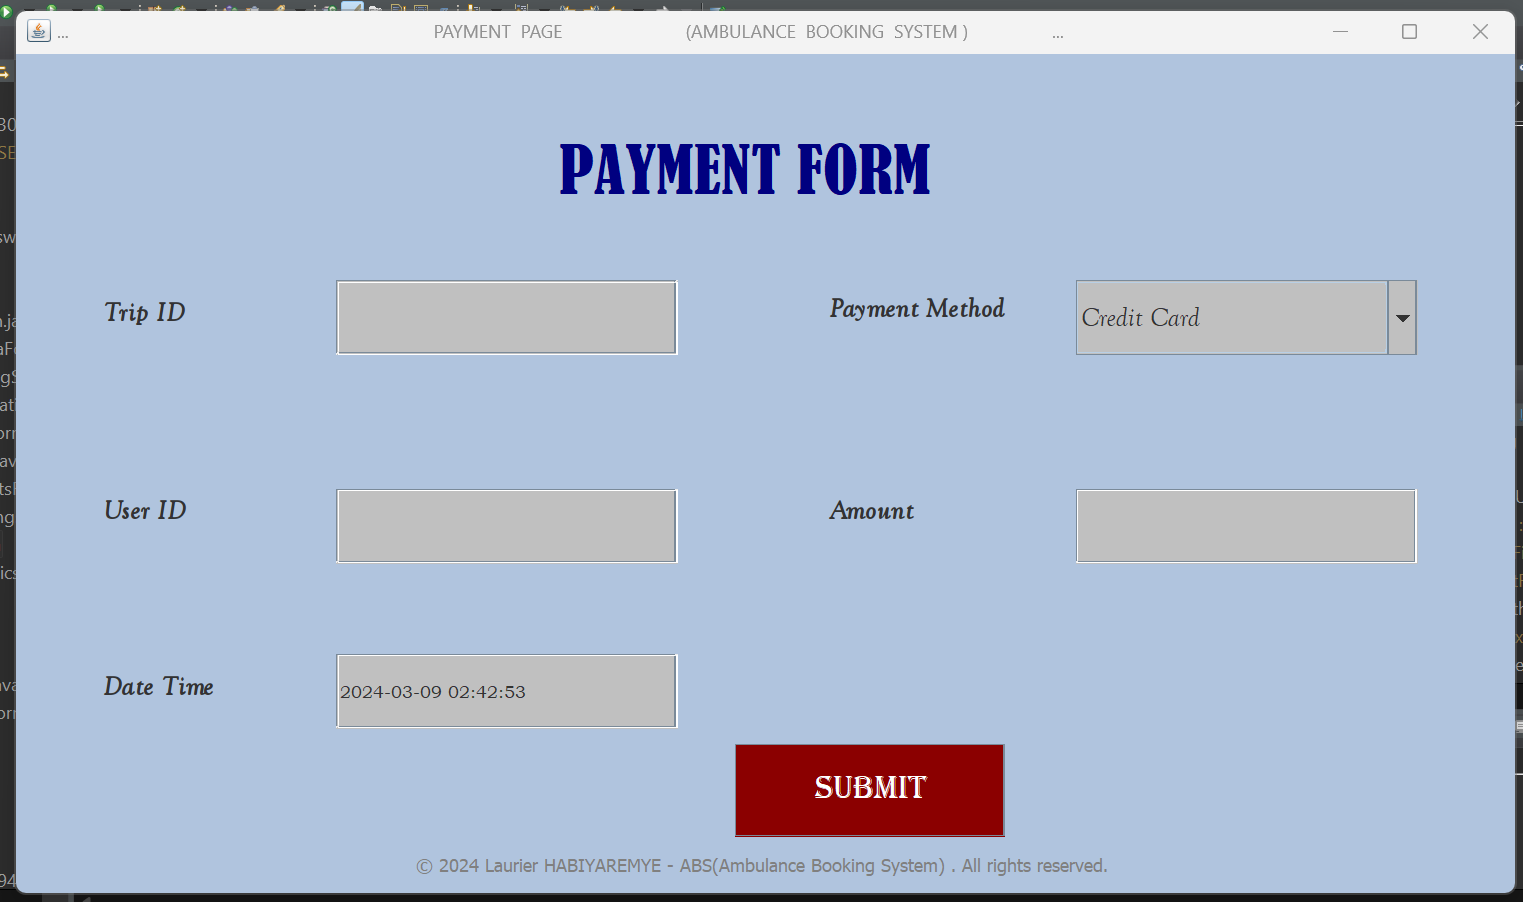 ... PAYMENT PAGE (AMBULANCE BOOKING SYSTEM ) ...
PAYMENT FORM
Trip ID
Payment Method
Credit Card
User ID
Amount
Date Time
2024-03-09 02:42:53
SUBMIT
© 2024 Laurier HABIYAREMYE - ABS(Ambulance Booking System) . All rights reserved.